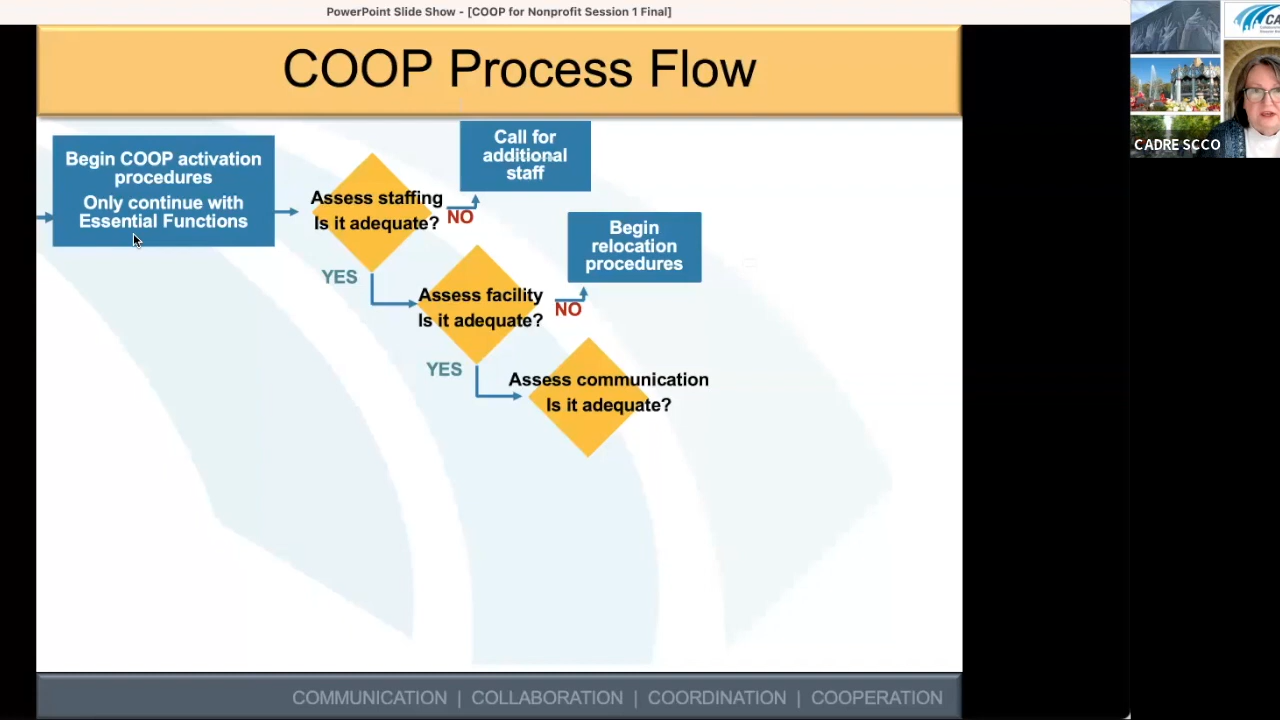 PowerPoint Slide Show - [COOP for Nonprofit Session 1 Final]
COOP Process Flow
Begin COOP activation
procedures
Only continue with
Essential Functions
Assess staffing
Is it adequate?
NO
Call for
additional
staff
YES
Assess facility
Is it adequate?
NO
Begin
relocation
procedures
YES
Assess communication
Is it adequate?
COMMUNICATION | COLLABORATION | COORDINATION | COOPERATION
CA
CADRE SCCO